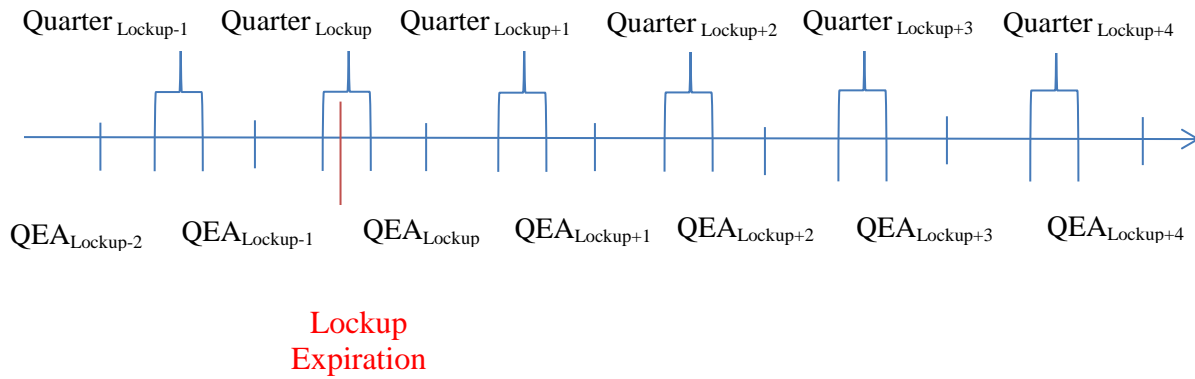 Quarter Lockup-1 Quarter Lockup Quarter Lockup+1 Quarter Lockup+2 Quarter Lockup+3 Quarter Lockup+4
QEALockup-2 QEALockup-1 QEALockup QEALockup+1 QEALockup+2 QEALockup+3 QEALockup+4
Lockup
Expiration